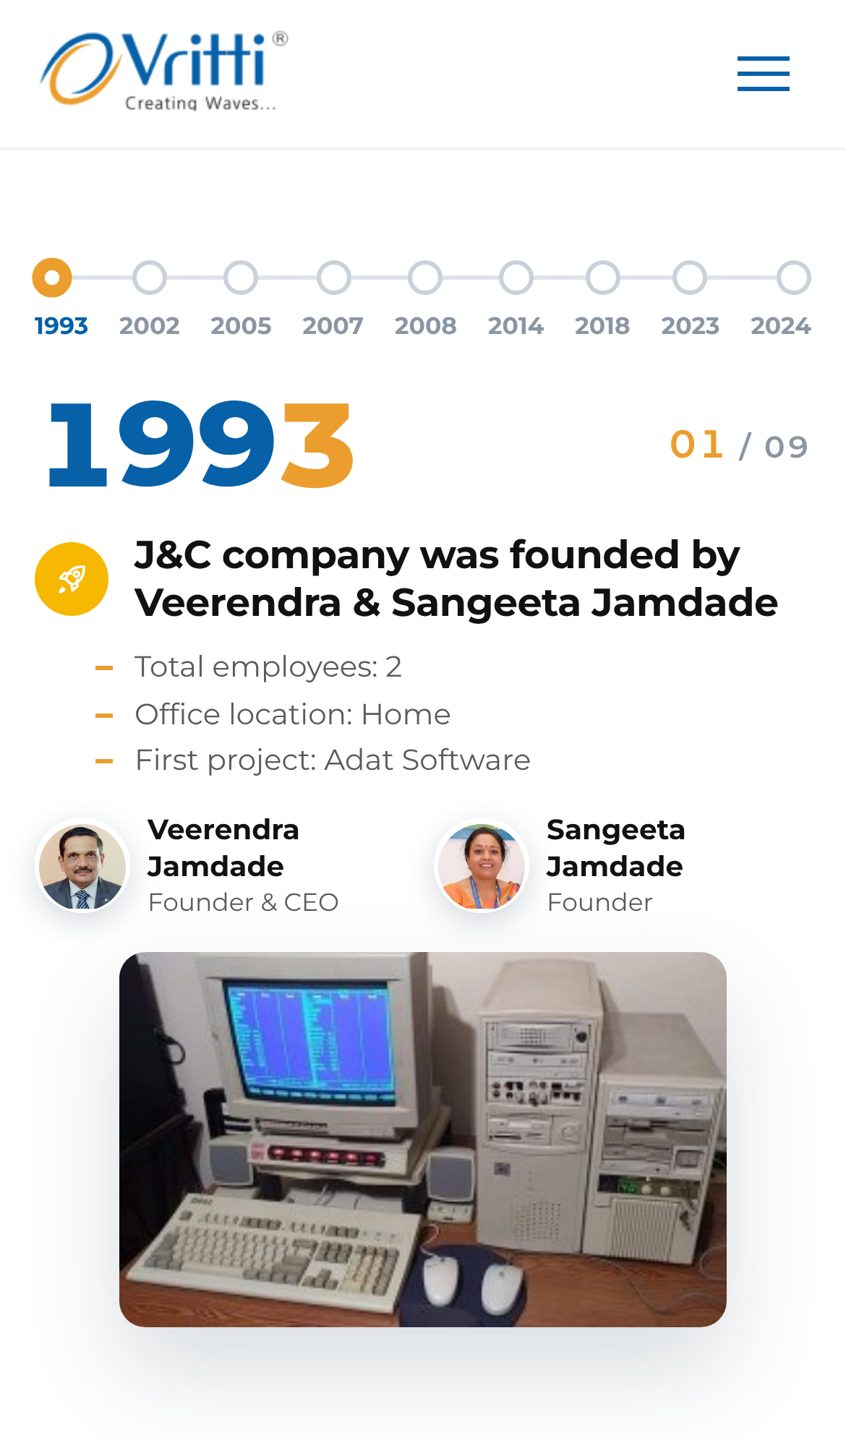 Vritti®
Creating Waves...
1993 2002 2005 2007 2008 2014 2018 2023 2024
1993
01 / 09
J&C company was founded by
Veerendra & Sangeeta Jamdade
– Total employees: 2
– Office location: Home
– First project: Adat Software
Veerendra
Jamdade
Founder & CEO
Sangeeta
Jamdade
Founder